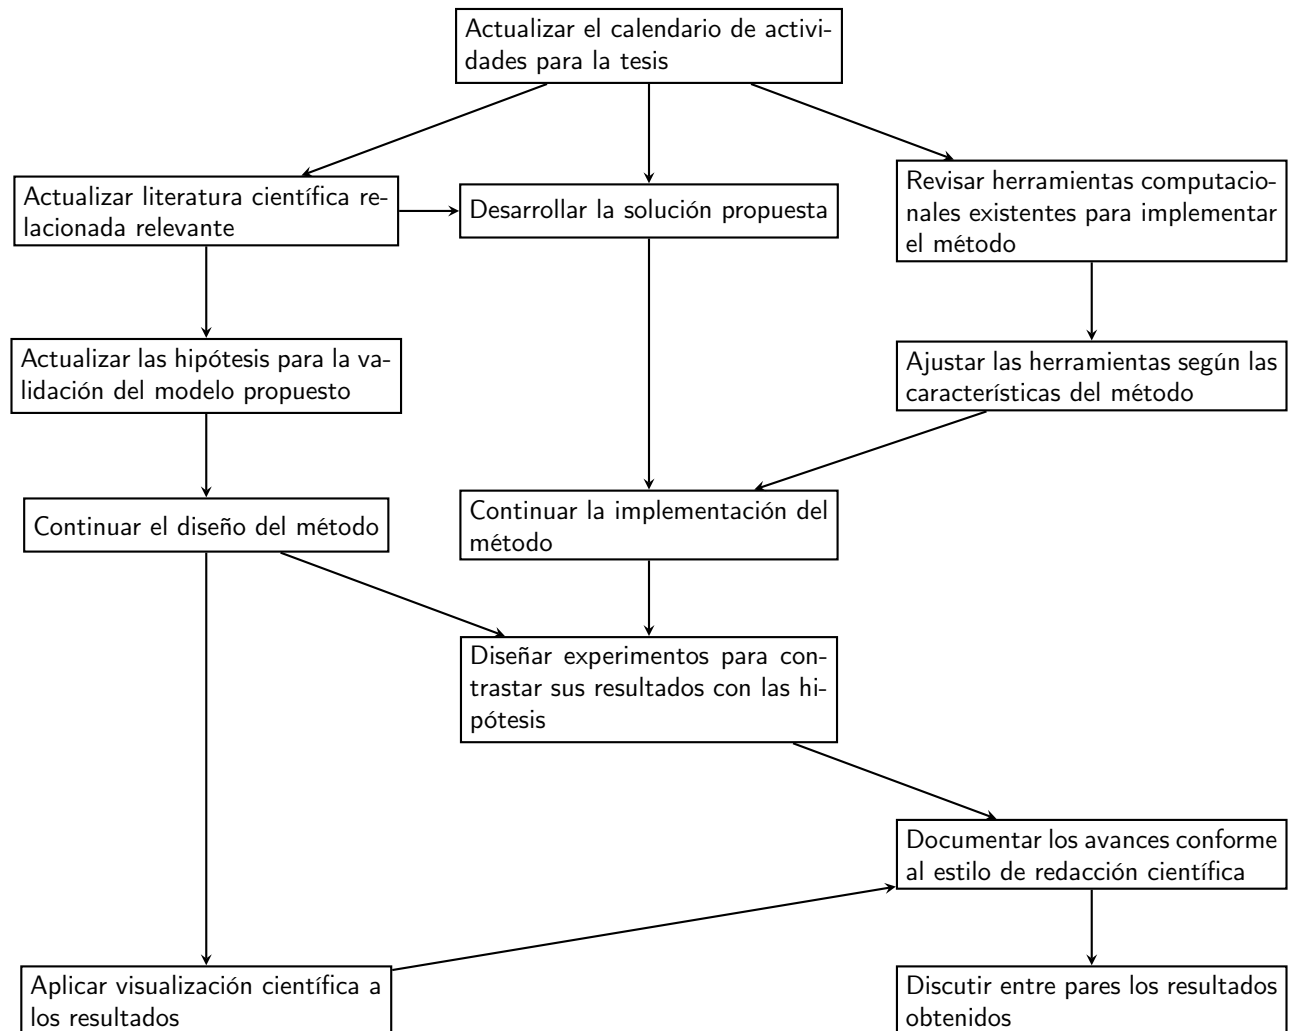 Actualizar el calendario de activi-
dades para la tesis
Actualizar literatura científica re-
lacionada relevante
Desarrollar la solución propuesta
Revisar herramientas computacio-
nales existentes para implementar
el método
Actualizar las hipótesis para la va-
lidación del modelo propuesto
Ajustar las herramientas según las
características del método
Continuar el diseño del método
Continuar la implementación del
método
Diseñar experimentos para con-
trastar sus resultados con las hi-
pótesis
Documentar los avances conforme
al estilo de redacción científica
Aplicar visualización científica a
los resultados
Discutir entre pares los resultados
obtenidos